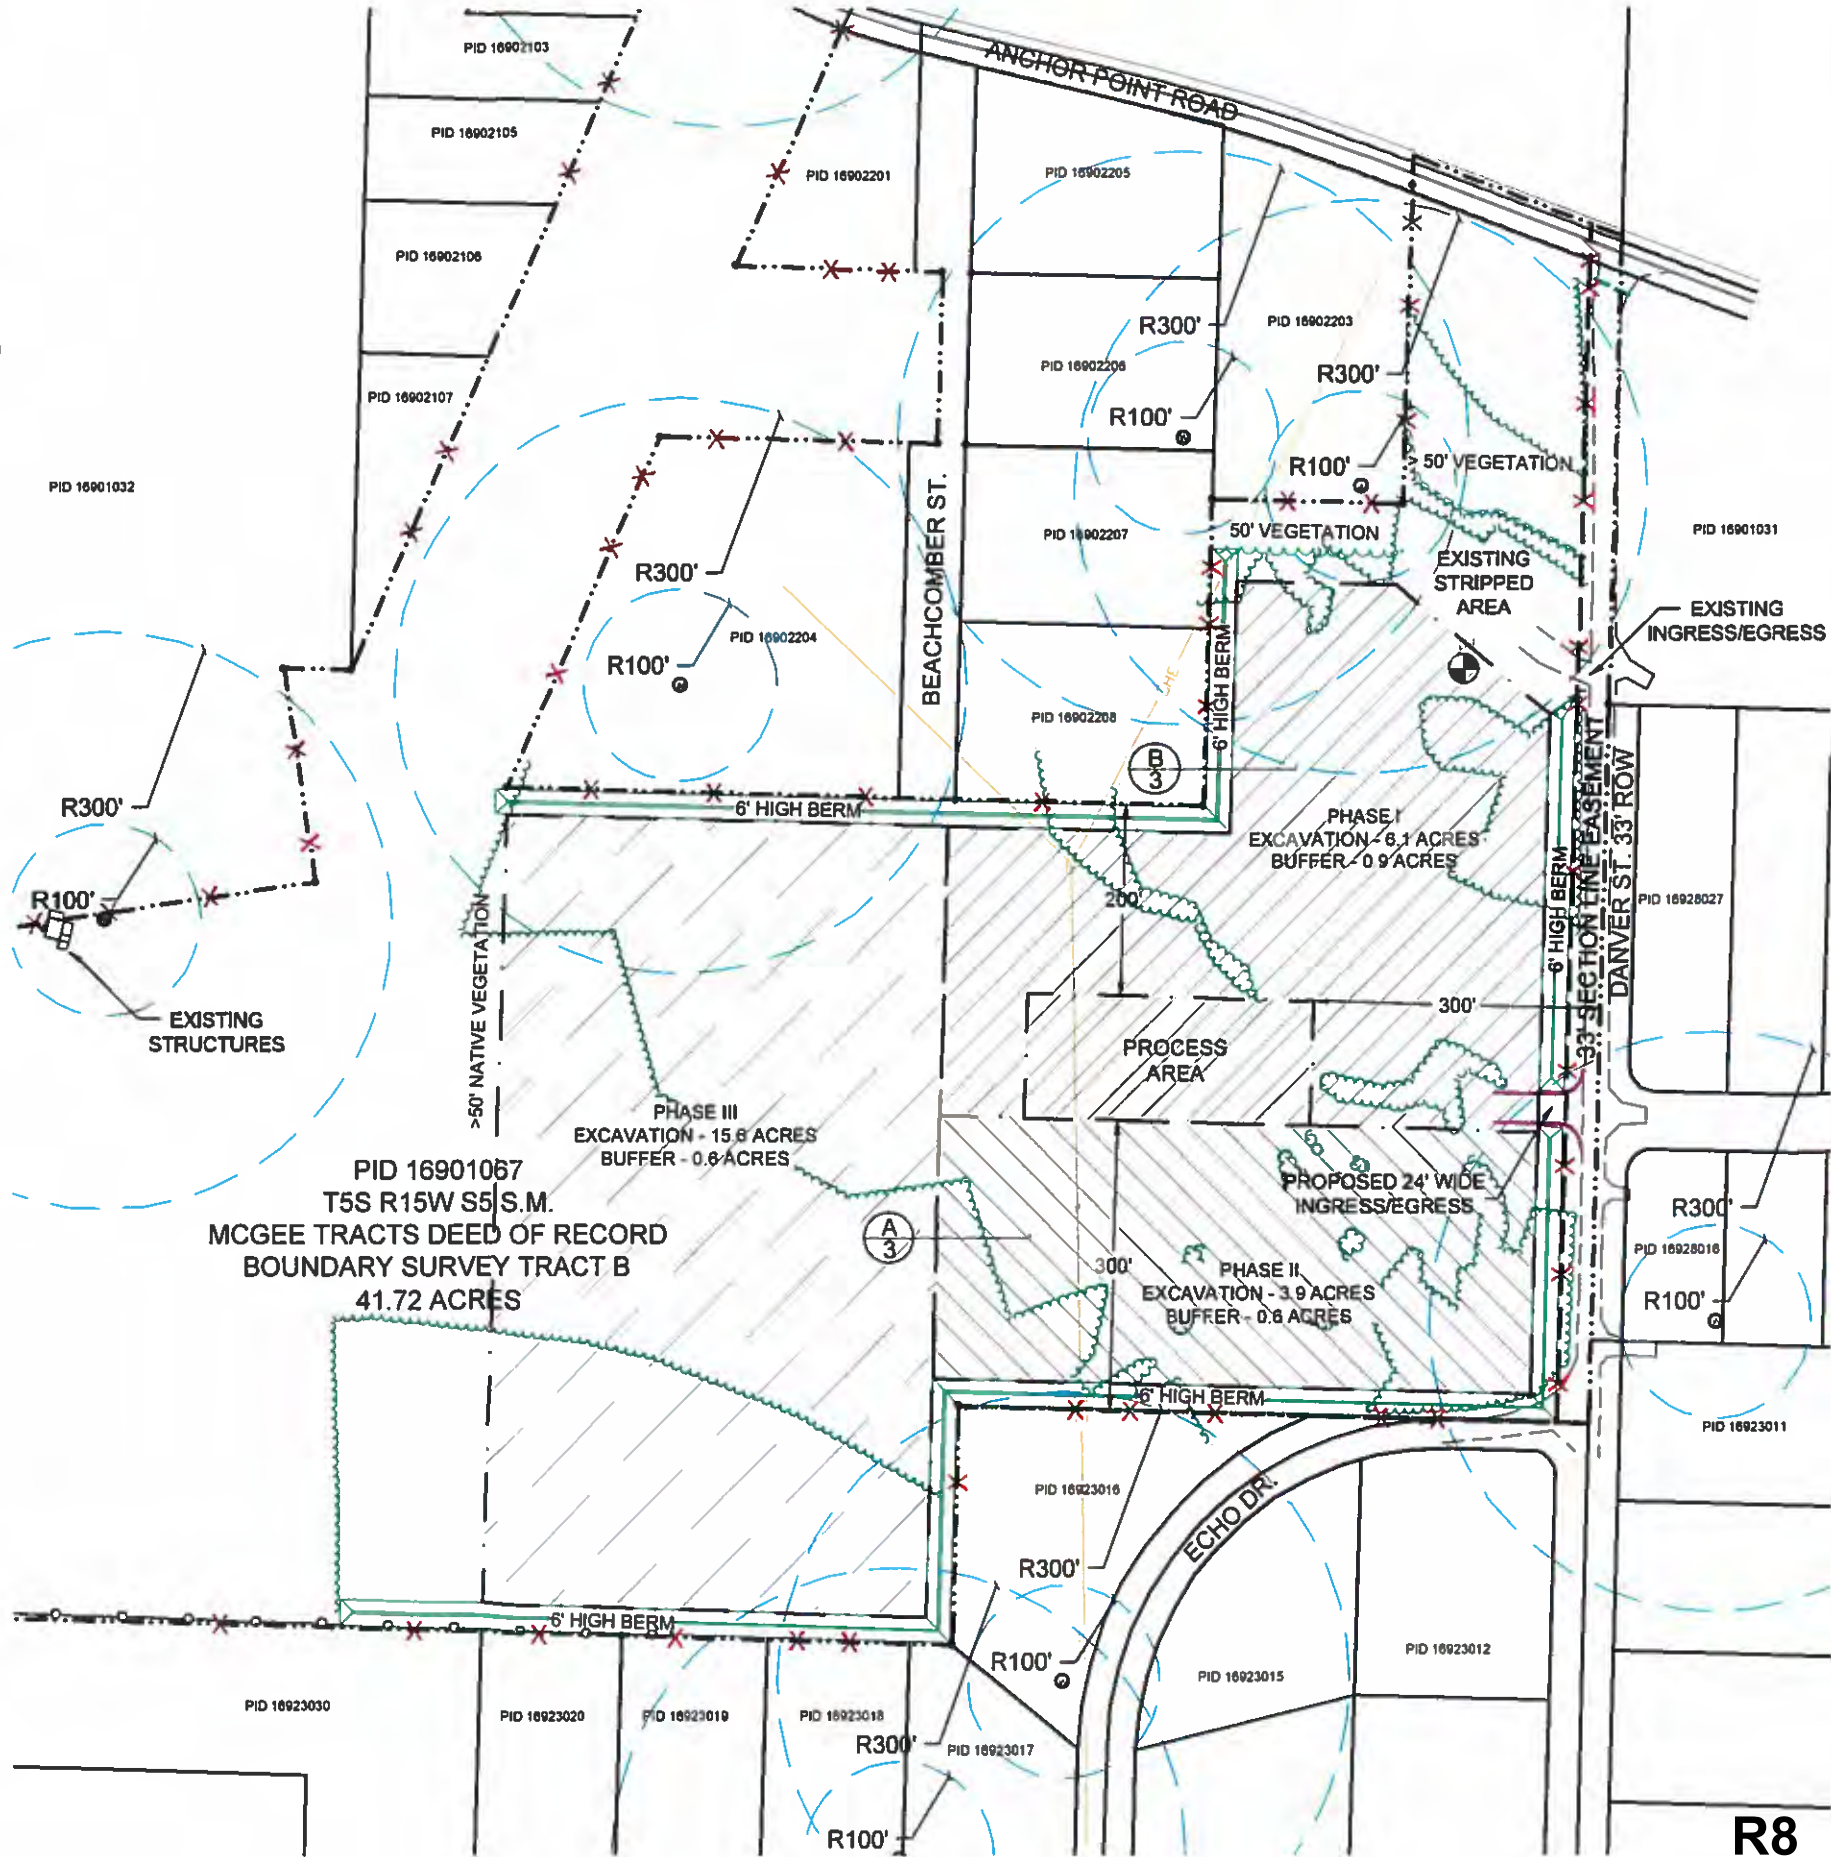 PID 16902103
ANCHOR POINT ROAD
PID 16902105
PID 16902201
PID 16902205
PID 16902106
R300'
PID 16902203
PID 16902206
R300'
PID 16902107
R100'
R100'
50' VEGETATION
PID 16901032
BEACHCOMBER ST.
PID 16902207
50' VEGETATION
PID 16901031
R300'
EXISTING
STRIPPED
AREA
EXISTING
INGRESS/EGRESS
PID 16902204
R100'
6' HIGH BERM
PID 16902208
B
3
R300'
6' HIGH BERM
PHASE I
EXCAVATION - 6.1 ACRES
BUFFER - 0.9 ACRES
33' SECTION LINE EASEMENT
DANVER ST. 33' ROW
6' HIGH BERM
PID 16928027
R100'
200'
>50' NATIVE VEGETATION
EXISTING
STRUCTURES
300'
PROCESS
AREA
PHASE III
EXCAVATION - 15.6 ACRES
BUFFER - 0.6 ACRES
PID 16901067
T5S R15W S5 S.M.
MCGEE TRACTS DEED OF RECORD
BOUNDARY SURVEY TRACT B
41.72 ACRES
PROPOSED 24' WIDE
INGRESS/EGRESS
R300'
A
3
PID 16928016
300'
PHASE II
EXCAVATION - 3.9 ACRES
BUFFER - 0.6 ACRES
R100'
6' HIGH BERM
PID 16923011
PID 16923016
ECHO DR.
R300'
6' HIGH BERM
R100'
PID 16923012
PID 16923015
PID 16923030
PID 16923020
PID 16923019
PID 16923018
R300'
PID 16923017
R100'
R8